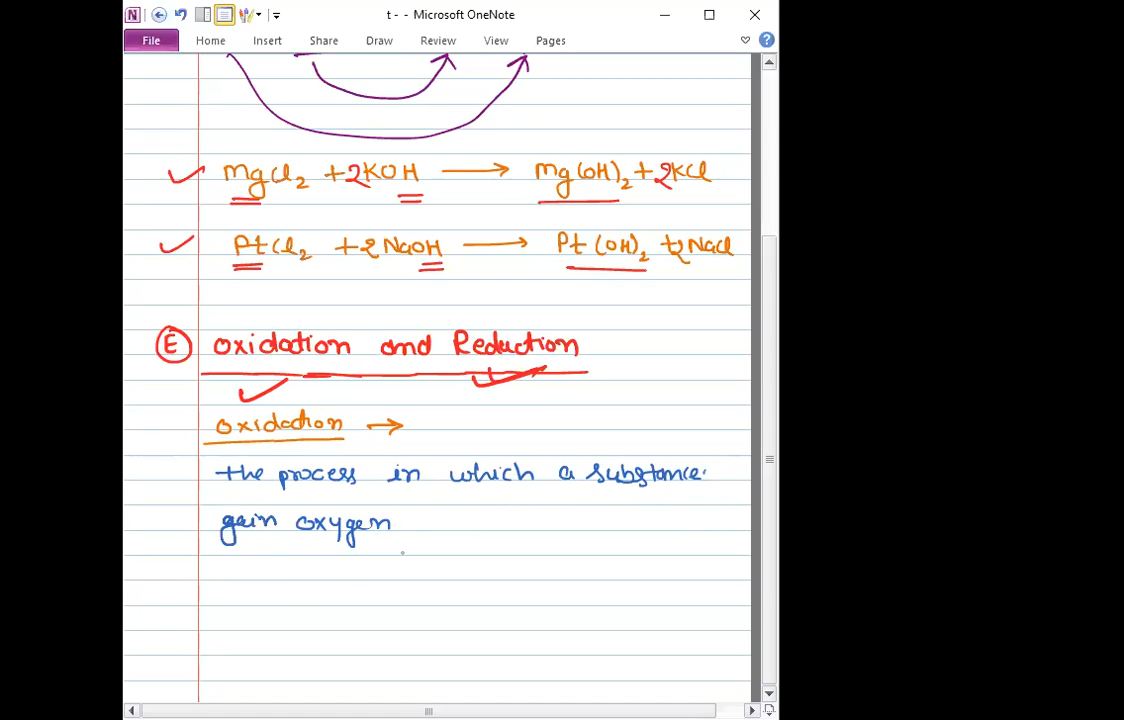 t - - Microsoft OneNote
File Home Insert Share Draw Review View Pages
MgCl2 + 2KOH → Mg(OH)2 + 2KCl
PtCl2 + 2NaOH → Pt(OH)2 + 2NaCl
E oxidation and Reduction
oxidation →
the process in which a substance
gain oxygen